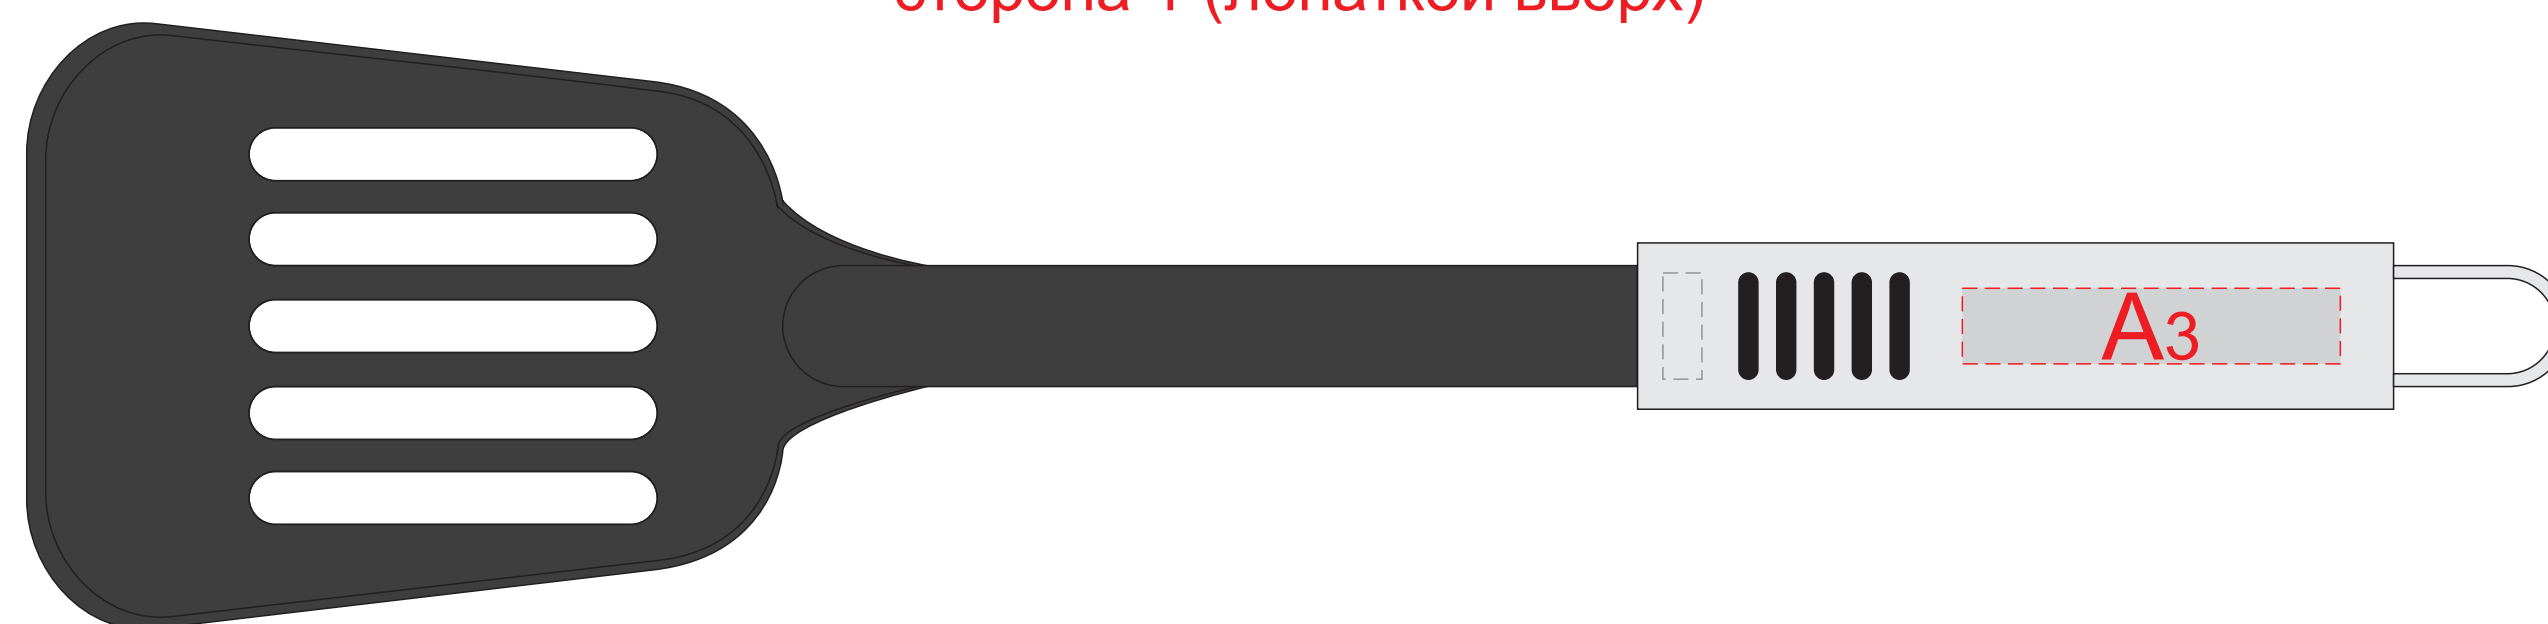 сторона 1 (лопаткой вверх)
A3